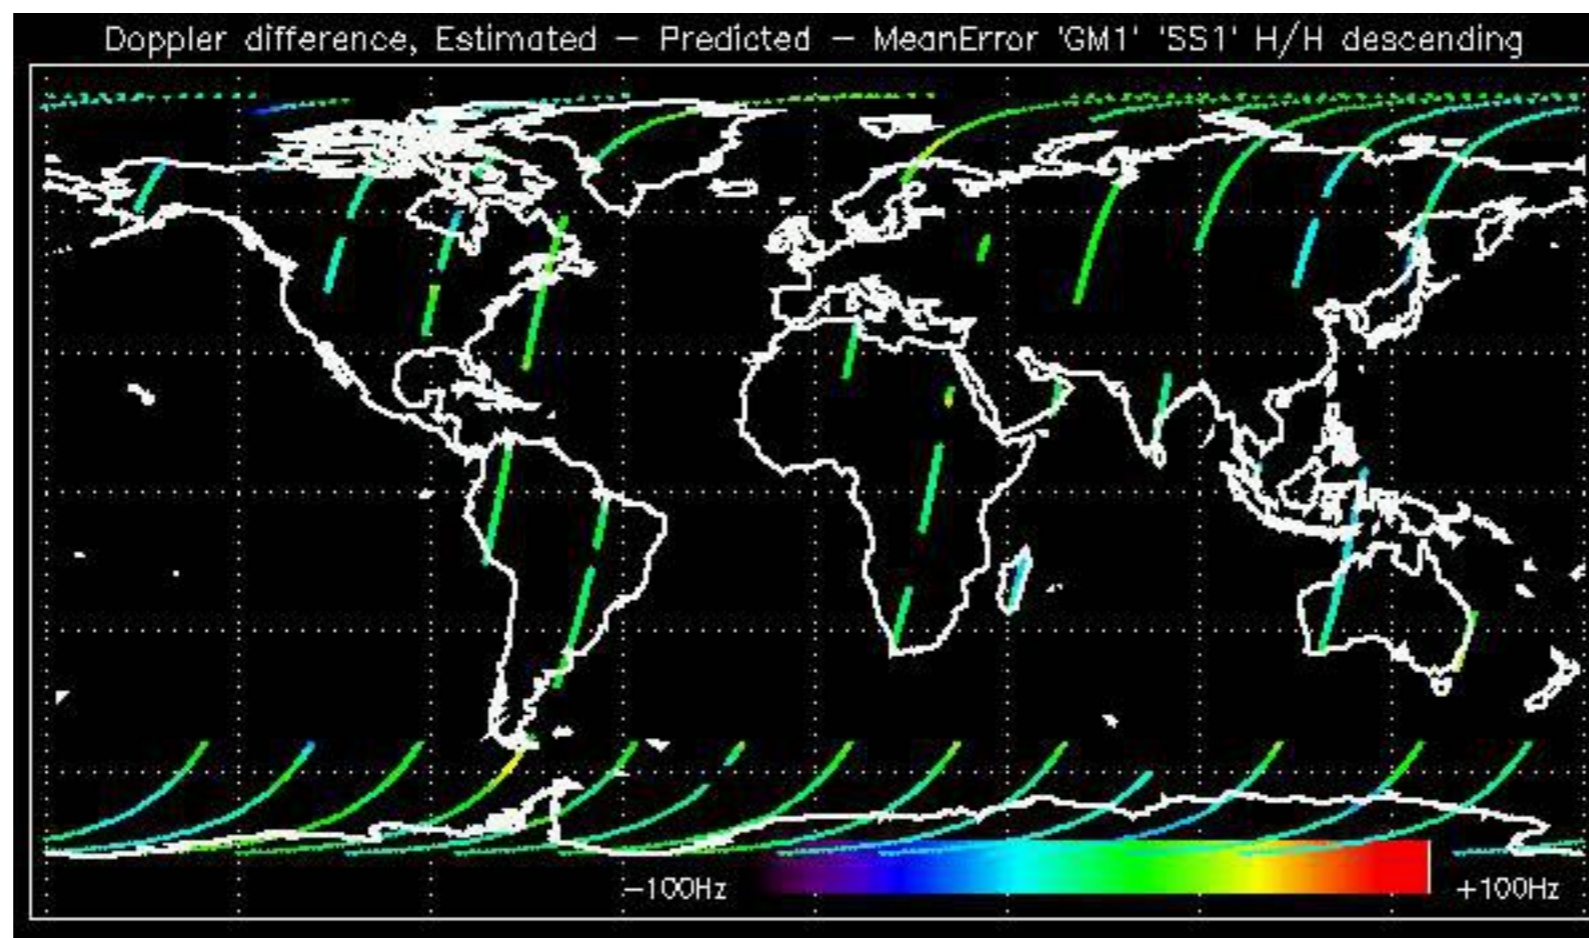 Doppler difference, Estimated – Predicted – MeanError 'GM1' 'SS1' H/H descending
-100Hz
+100Hz